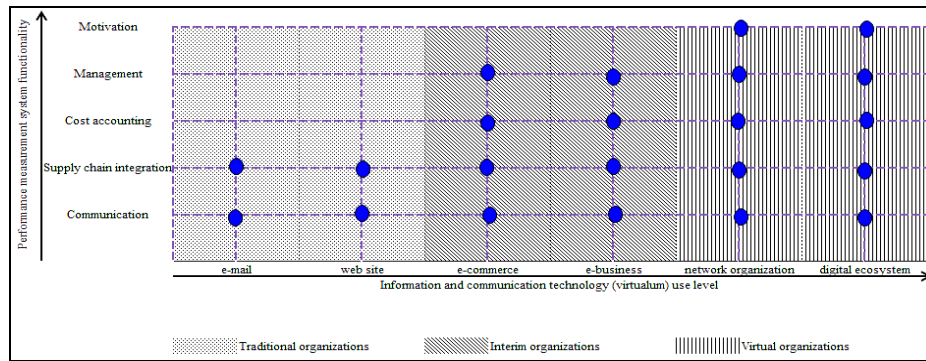 Performance measurement system functionality
Motivation
Management
Cost accounting
Supply chain integration
Communication
e-mail web site e-commerce e-business network organization digital ecosystem
Information and communication technology (virtualum) use level
Traditional organizations Interim organizations Virtual organizations